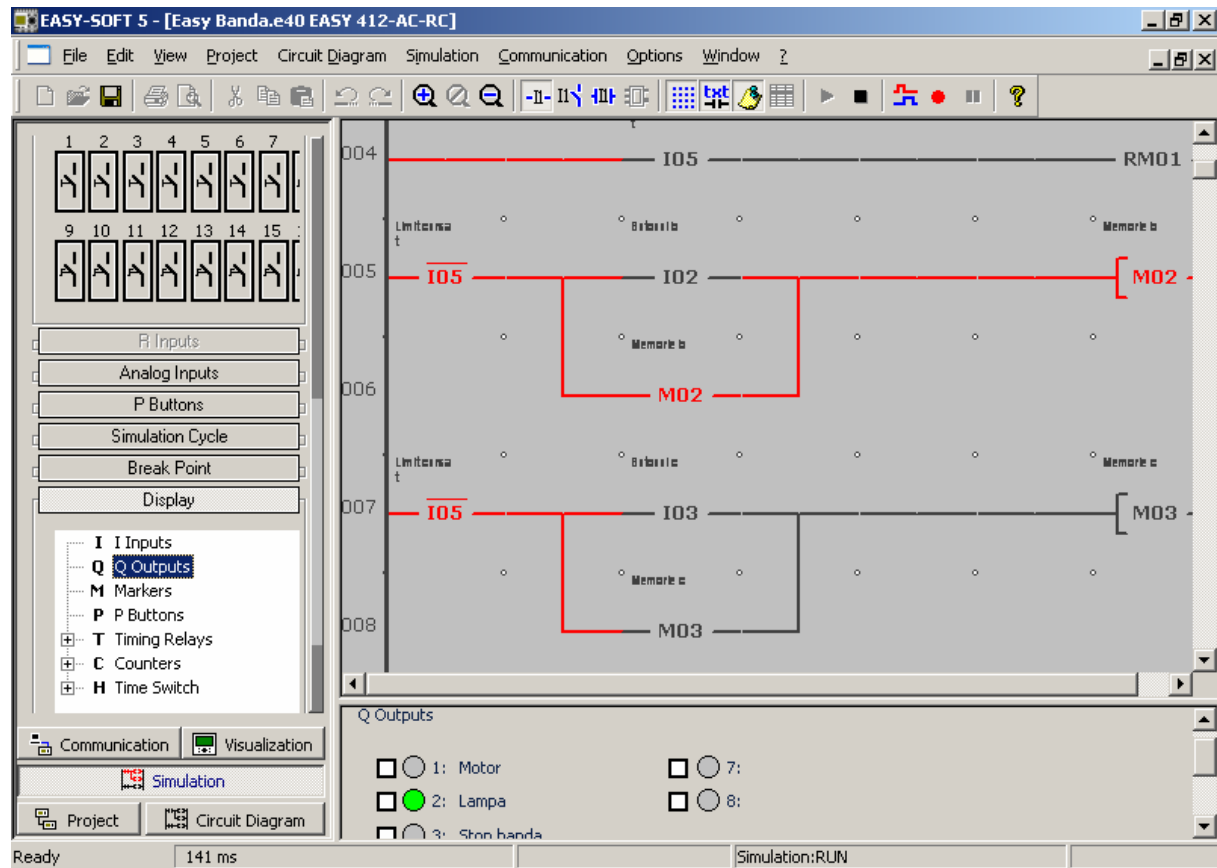 EASY-SOFT 5 - [Easy Banda.e40 EASY 412-AC-RC]
File Edit View Project Circuit Diagram Simulation Communication Options Window ?
txt
1 2 3 4 5 6 7
9 10 11 12 13 14 15
R Inputs
Analog Inputs
P Buttons
Simulation Cycle
Break Point
Display
I I Inputs
Q Q Outputs
M Markers
P P Buttons
T Timing Relays
C Counters
H Time Switch
Communication Visualization
Simulation
Project Circuit Diagram
t
004 I05 RM01
t
Memorie b
005 I05 I02 M02
Memorie b
006 M02
t
Memorie c
007 I05 I03 M03
Memorie c
008 M03
Q Outputs
1: Motor 7:
2: Lampa 8:
3: Stop banda
Ready 141 ms Simulation:RUN